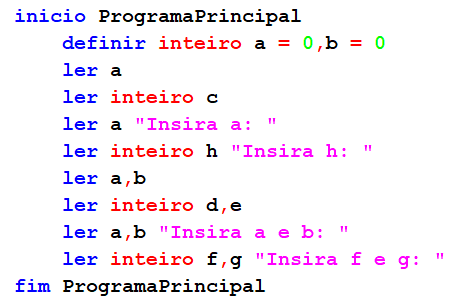 inicio ProgramaPrincipal
definir inteiro a = 0,b = 0
ler a
ler inteiro c
ler a "Insira a: "
ler inteiro h "Insira h: "
ler a,b
ler inteiro d,e
ler a,b "Insira a e b: "
ler inteiro f,g "Insira f e g: "
fim ProgramaPrincipal